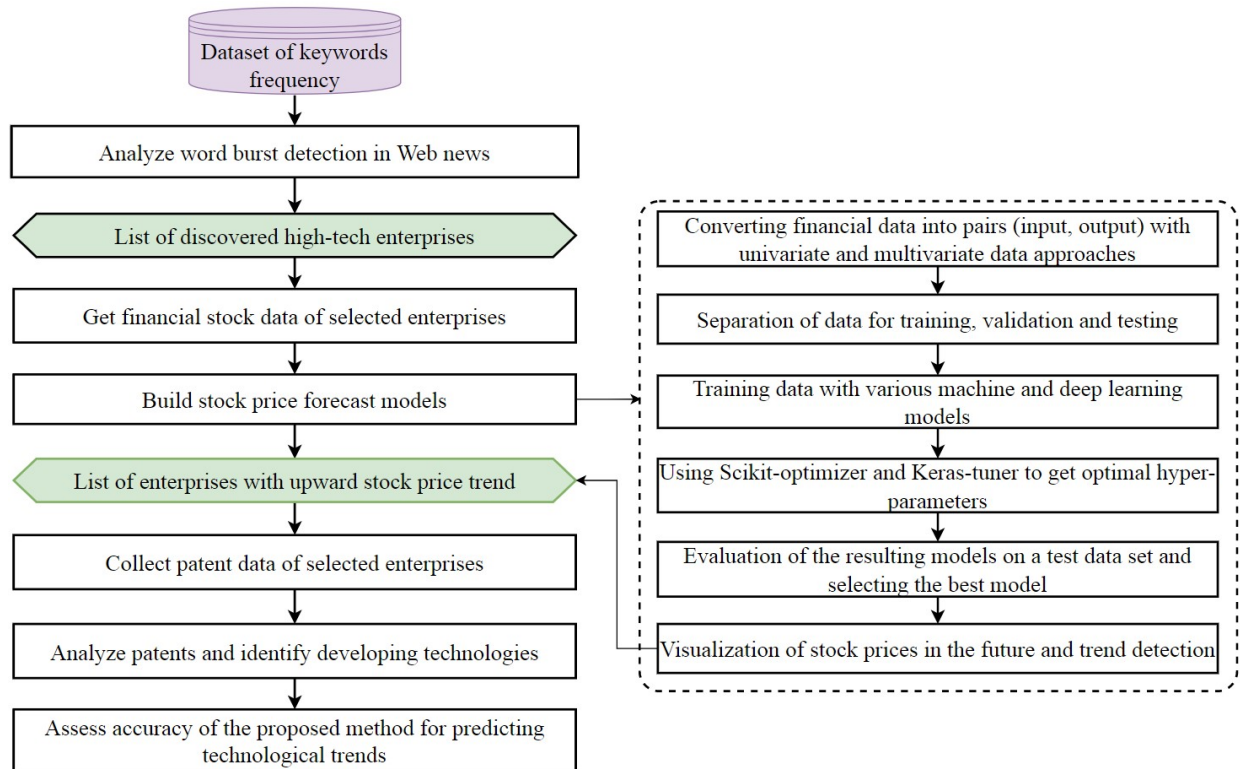 Dataset of keywords
frequency
Analyze word burst detection in Web news
List of discovered high-tech enterprises
Get financial stock data of selected enterprises
Build stock price forecast models
List of enterprises with upward stock price trend
Collect patent data of selected enterprises
Analyze patents and identify developing technologies
Assess accuracy of the proposed method for predicting
technological trends
Converting financial data into pairs (input, output) with
univariate and multivariate data approaches
Separation of data for training, validation and testing
Training data with various machine and deep learning
models
Using Scikit-optimizer and Keras-tuner to get optimal hyper-
parameters
Evaluation of the resulting models on a test data set and
selecting the best model
Visualization of stock prices in the future and trend detection